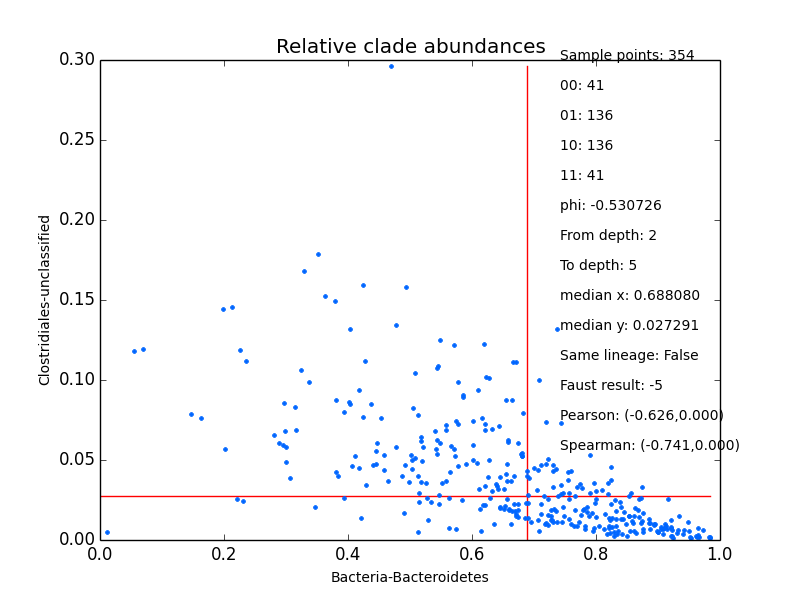 Relative clade abundances
Sample points: 354
00: 41
01: 136
10: 136
11: 41
phi: -0.530726
From depth: 2
To depth: 5
median x: 0.688080
median y: 0.027291
Same lineage: False
Faust result: -5
Pearson: (-0.626,0.000)
Spearman: (-0.741,0.000)
Clostridiales-unclassified
0.30
0.25
0.20
0.15
0.10
0.05
0.00
0.0 0.2 0.4 0.6 0.8 1.0
Bacteria-Bacteroidetes